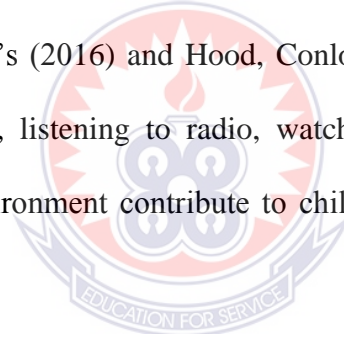 's (2016) and Hood, Conlo
, listening to radio, watch
ronment contribute to chil
EDUCATION FOR SERVICE